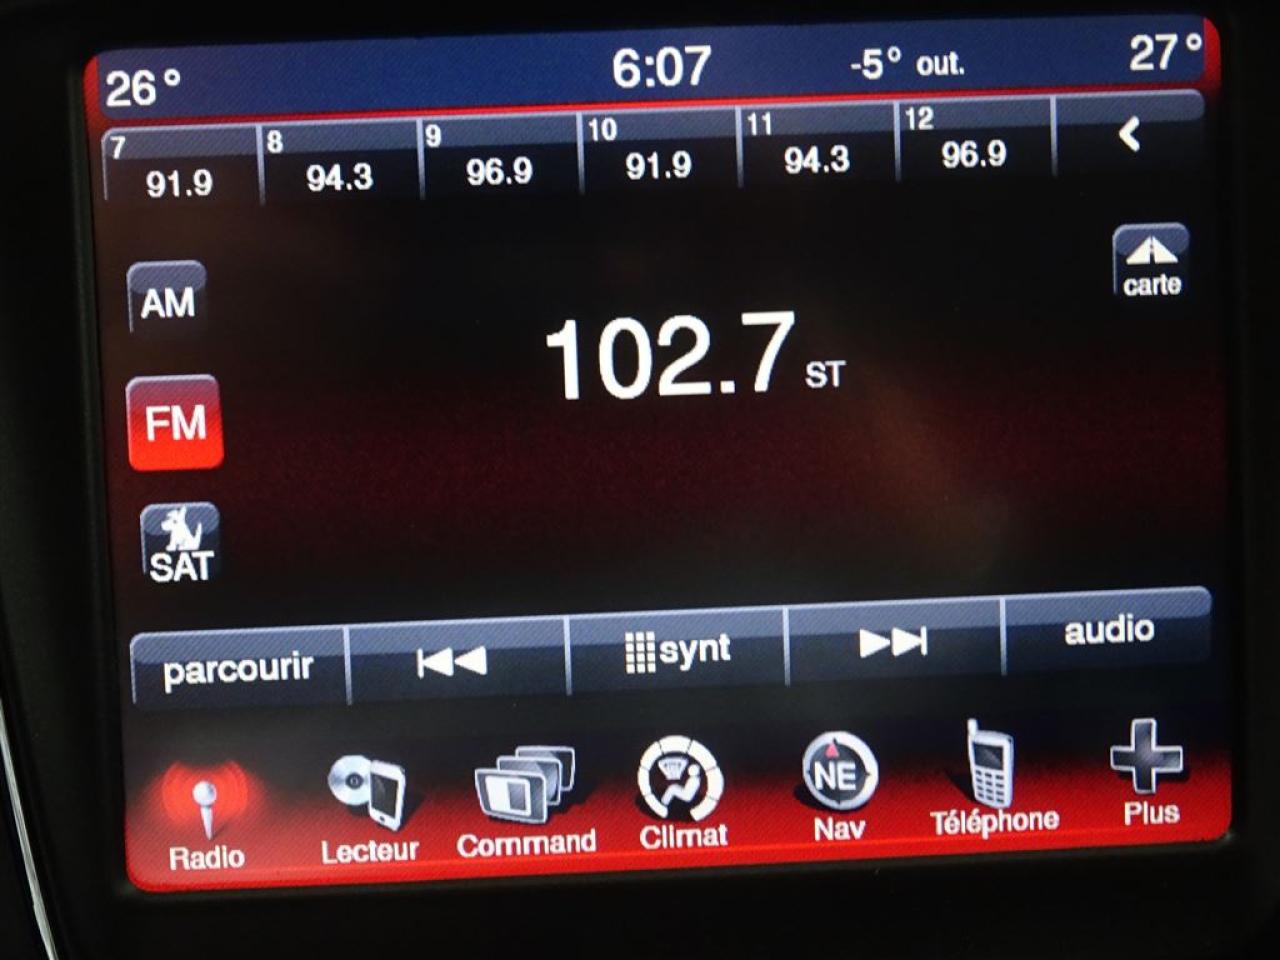 26° 6:07 -5° out. 27°
7 8 9 10 11 12
91.9 94.3 96.9 91.9 94.3 96.9
carte
AM
102.7 ST
FM
SAT
parcourir synt audio
NE
Radio Lecteur Command Climat Nav Téléphone Plus